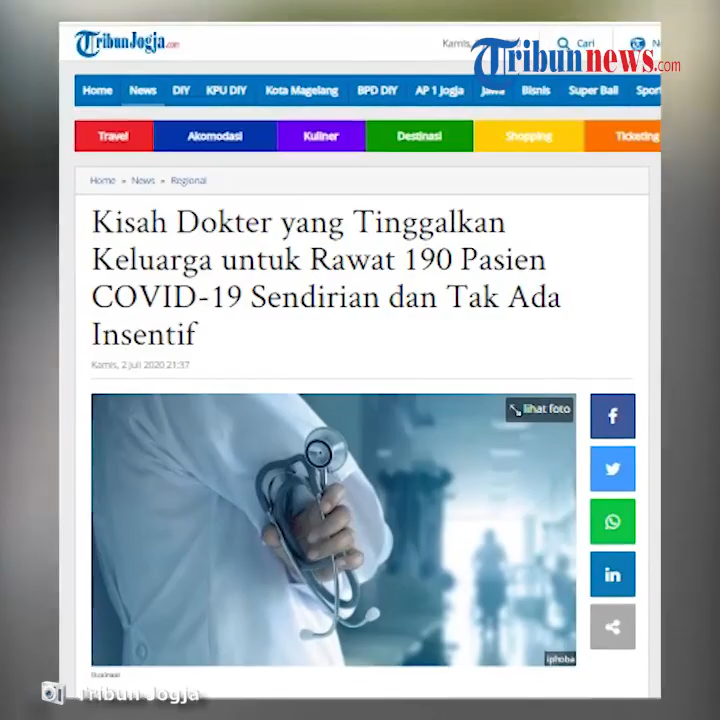 TribunJogja.com
Kamis,
Cari
Tribunnews.com
Home News DIY KPU DIY Kota Magelang BPD DIY AP 1 Jogja Jawa Bisnis Super Ball Sport
Travel Akomodasi Kuliner Destinasi Shopping Ticketing
Home » News » Regional
Kisah Dokter yang Tinggalkan
Keluarga untuk Rawat 190 Pasien
COVID-19 Sendirian dan Tak Ada
Insentif
Kamis, 2 Juli 2020 21:37
lihat foto
iphoba
Ilustrasi
Tribun Jogja